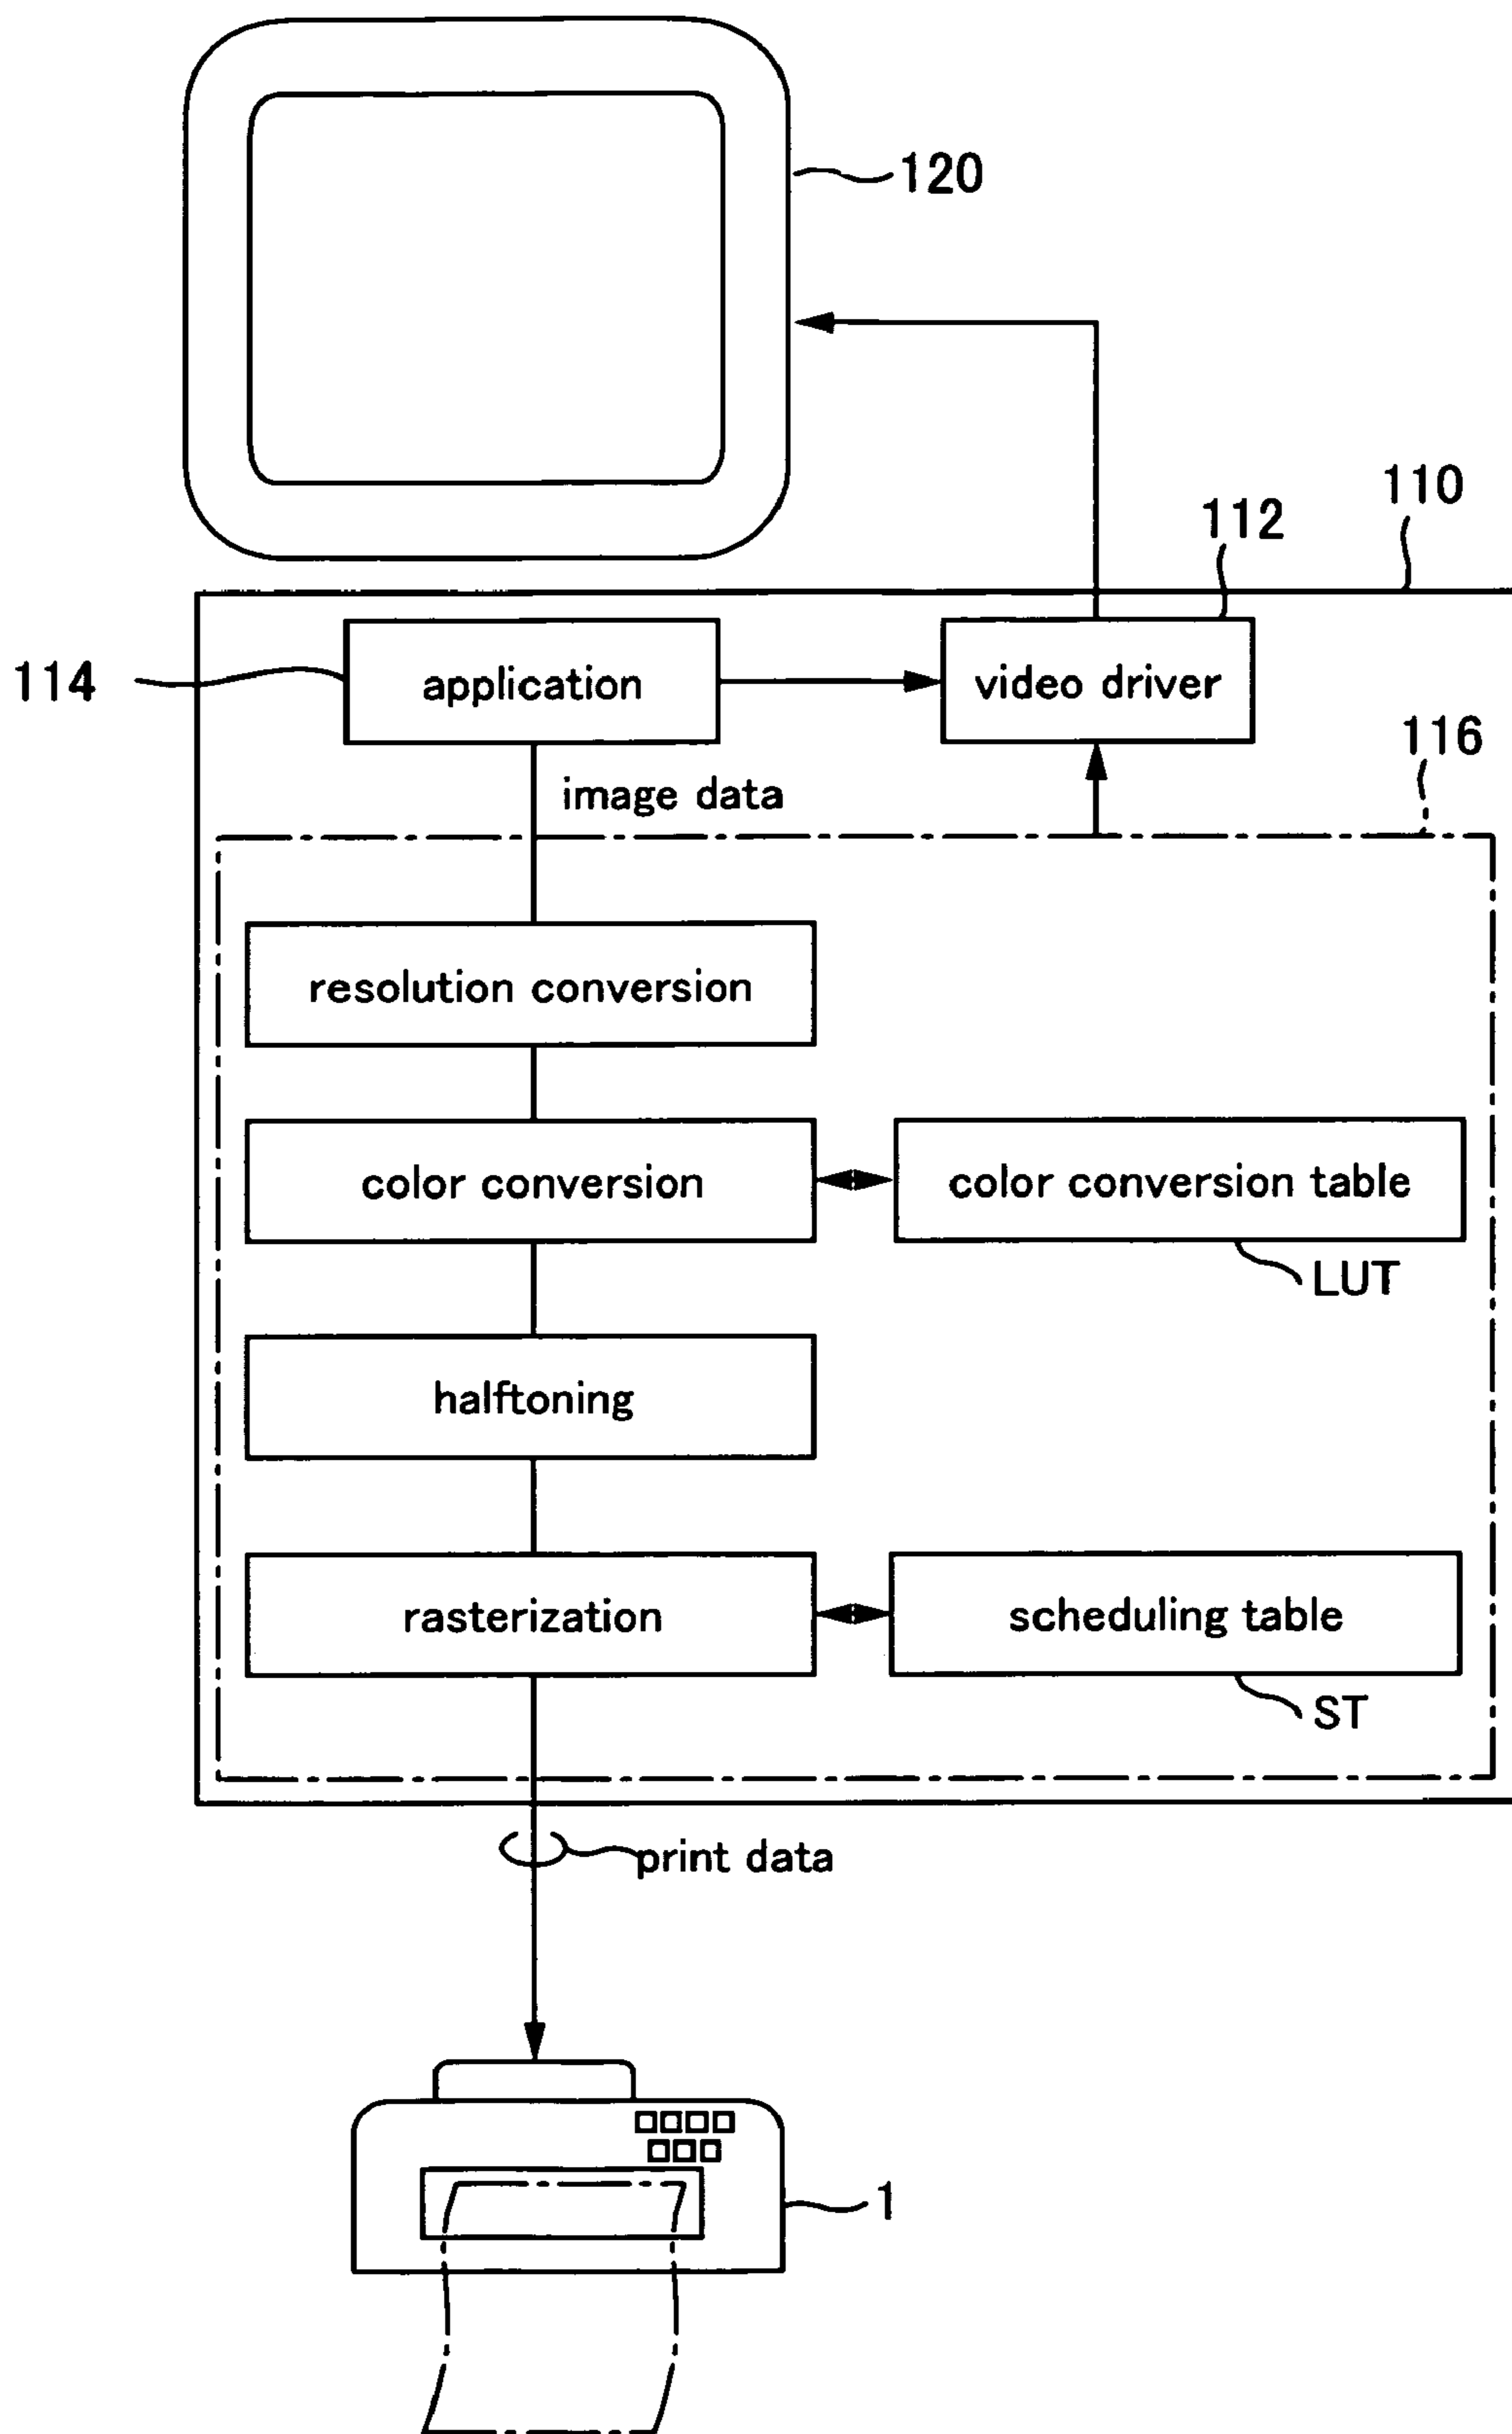 120
110
112
114
application
video driver
116
image data
resolution conversion
color conversion
color conversion table
LUT
halftoning
rasterization
scheduling table
ST
print data
1